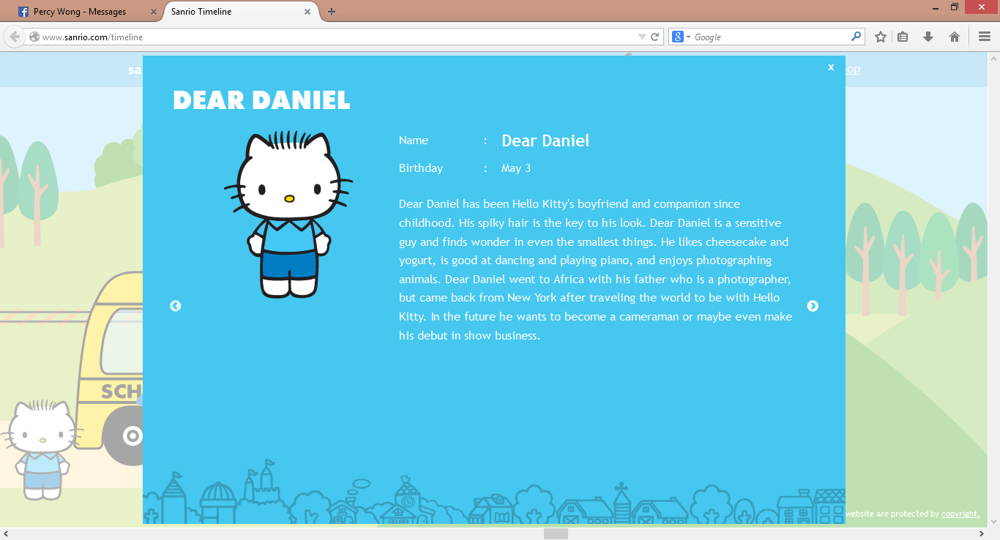 Percy Wong - Messages
Sanrio Timeline
www.sanrio.com/timeline
Google
sa
op
x
DEAR DANIEL
Name : Dear Daniel
Birthday : May 3
Dear Daniel has been Hello Kitty's boyfriend and companion since
childhood. His spiky hair is the key to his look. Dear Daniel is a sensitive
guy and finds wonder in even the smallest things. He likes cheesecake and
yogurt, is good at dancing and playing piano, and enjoys photographing
animals. Dear Daniel went to Africa with his father who is a photographer,
but came back from New York after traveling the world to be with Hello
Kitty. In the future he wants to become a cameraman or maybe even make
his debut in show business.
SCH
website are protected by copyright.